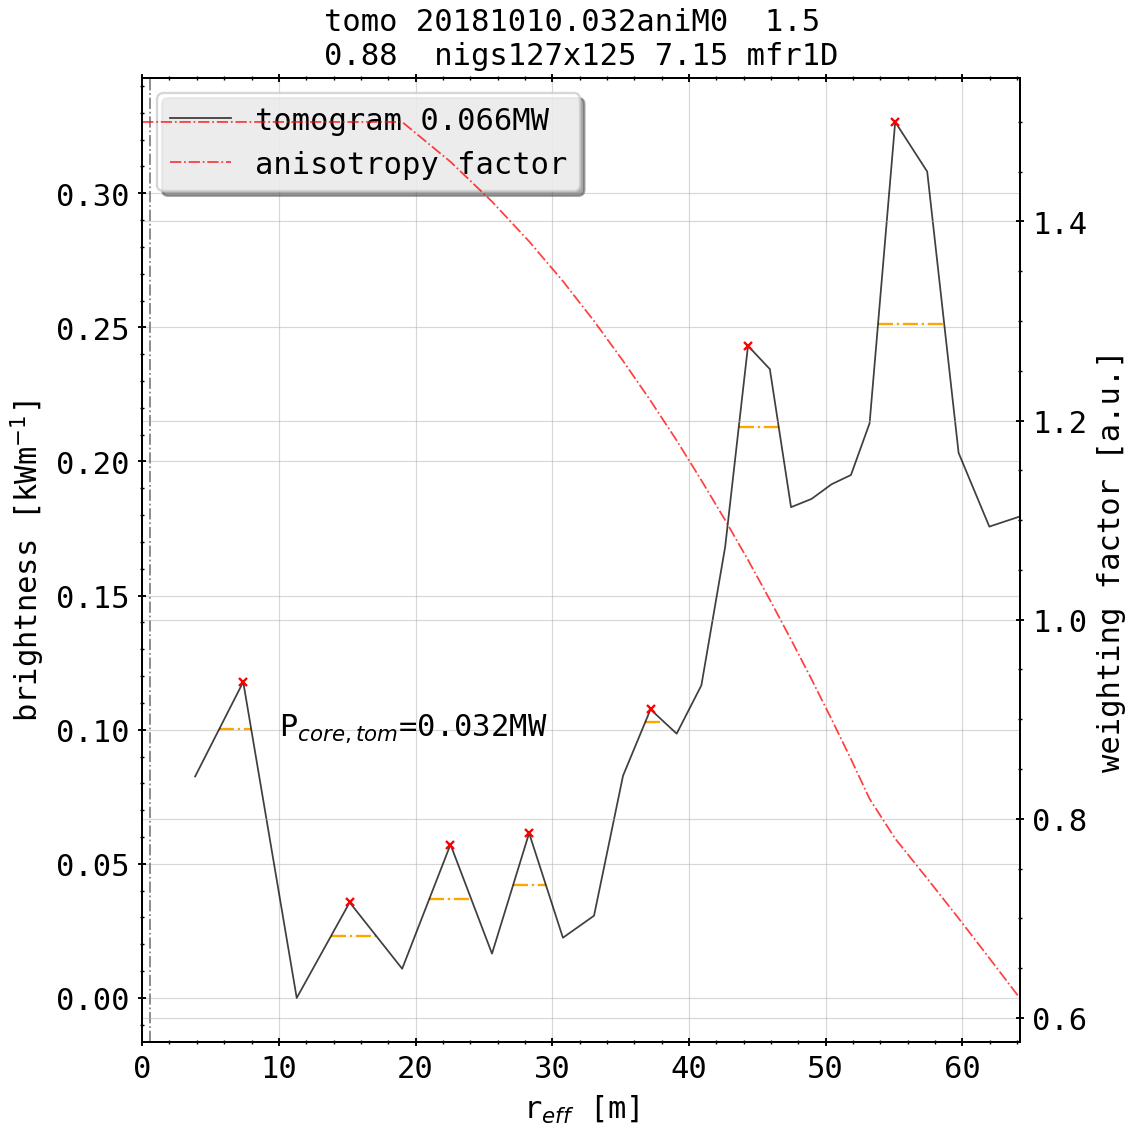 tomo 20181010.032aniM0  1.5
0.88  nigs127x125 7.15 mfr1D
tomogram 0.066MW
anisotropy factor
0.30
0.25
0.20
0.15
0.10
0.05
0.00
brightness [kWm⁻¹]
P_core,tom=0.032MW
1.4
1.2
1.0
0.8
0.6
weighting factor [a.u.]
0 10 20 30 40 50 60
r_eff [m]